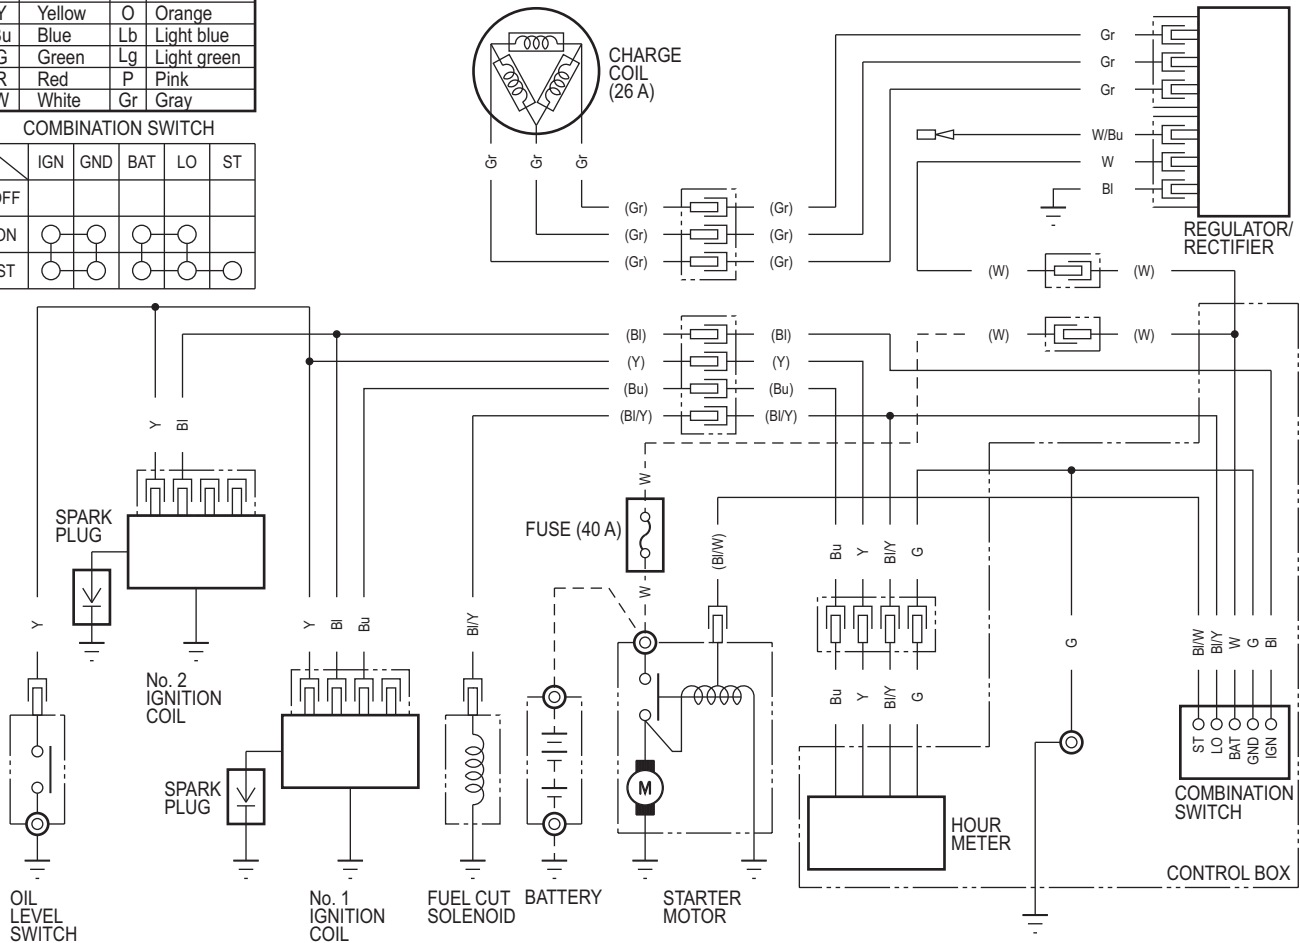 Yellow O Orange
Blue Lb Light blue
Green Lg Light green
Red P Pink
White Gr Gray
COMBINATION SWITCH
IGN GND BAT LO ST
CHARGE
COIL
(26 A)
Gr
Gr
Gr
(Gr) (Gr)
(Gr) (Gr)
(Gr) (Gr)
Gr
Gr
Gr
W/Bu
W
Bl
REGULATOR/
RECTIFIER
(W) (W)
(W) (W)
(Bl) (Bl)
(Y) (Y)
(Bu) (Bu)
(Bl/Y) (Bl/Y)
Y
Bl
SPARK
PLUG
No. 2
IGNITION
COIL
Y
Y
Bl
Bu
Bl/Y
W
FUSE (40 A)
W
(Bl/W)
Bu
Y
Bl/Y
G
Bu
Y
Bl/Y
G
G
Bl/W
Bl/Y
W
G
Bl
ST
LO
BAT
GND
IGN
COMBINATION
SWITCH
SPARK
PLUG
M
HOUR
METER
CONTROL BOX
OIL
LEVEL
SWITCH
No. 1
IGNITION
COIL
FUEL CUT
SOLENOID
BATTERY
STARTER
MOTOR